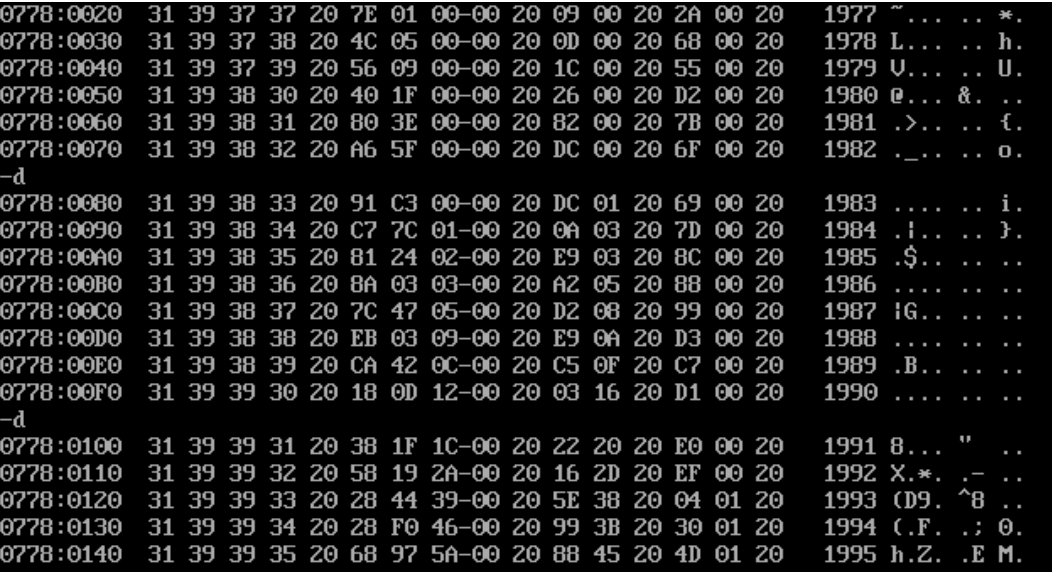 0778:0020  31 39 37 37 20 7E 01 00-00 20 09 00 20 2A 00 20   1977 ~... .. *.
0778:0030  31 39 37 38 20 4C 05 00-00 20 0D 00 20 68 00 20   1978 L... .. h.
0778:0040  31 39 37 39 20 56 09 00-00 20 1C 00 20 55 00 20   1979 V... .. U.
0778:0050  31 39 38 30 20 40 1F 00-00 20 26 00 20 D2 00 20   1980 @... &. ..
0778:0060  31 39 38 31 20 80 3E 00-00 20 82 00 20 7B 00 20   1981 .>.. .. {.
0778:0070  31 39 38 32 20 A6 5F 00-00 20 DC 00 20 6F 00 20   1982 ._.. .. o.
-d
0778:0080  31 39 38 33 20 91 C3 00-00 20 DC 01 20 69 00 20   1983 .... .. i.
0778:0090  31 39 38 34 20 C7 7C 01-00 20 0A 03 20 7D 00 20   1984 .|.. .. }.
0778:00A0  31 39 38 35 20 81 24 02-00 20 E9 03 20 8C 00 20   1985 .$.. .. ..
0778:00B0  31 39 38 36 20 8A 03 03-00 20 A2 05 20 88 00 20   1986 .... .. ..
0778:00C0  31 39 38 37 20 7C 47 05-00 20 D2 08 20 99 00 20   1987 |G.. .. ..
0778:00D0  31 39 38 38 20 EB 03 09-00 20 E9 0A 20 D3 00 20   1988 .... .. ..
0778:00E0  31 39 38 39 20 CA 42 0C-00 20 C5 0F 20 C7 00 20   1989 .B.. .. ..
0778:00F0  31 39 39 30 20 18 0D 12-00 20 03 16 20 D1 00 20   1990 .... .. ..
-d
0778:0100  31 39 39 31 20 38 1F 1C-00 20 22 20 20 E0 00 20   1991 8... "  ..
0778:0110  31 39 39 32 20 58 19 2A-00 20 16 2D 20 EF 00 20   1992 X.*. .- ..
0778:0120  31 39 39 33 20 28 44 39-00 20 5E 38 20 04 01 20   1993 (D9. ^8 ..
0778:0130  31 39 39 34 20 28 F0 46-00 20 99 3B 20 30 01 20   1994 (.F. .; 0.
0778:0140  31 39 39 35 20 68 97 5A-00 20 88 45 20 4D 01 20   1995 h.Z. .E M.